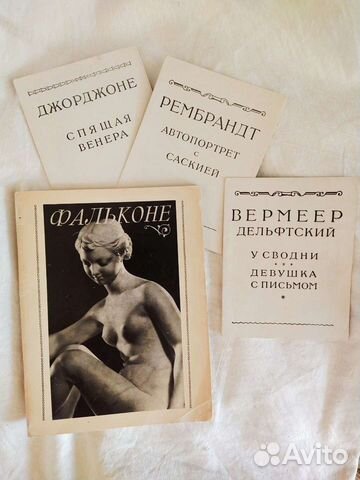 ДЖОРДЖОНЕ
СПЯЩАЯ
ВЕНЕРА
РЕМБРАНДТ
АВТОПОРТРЕТ
С
САСКИЕЙ
ВЕРМЕЕР
ДЕЛЬФТСКИЙ
У СВОДНИ
***
ДЕВУШКА
С ПИСЬМОМ
*
ФАЛЬКОНЕ
Avito